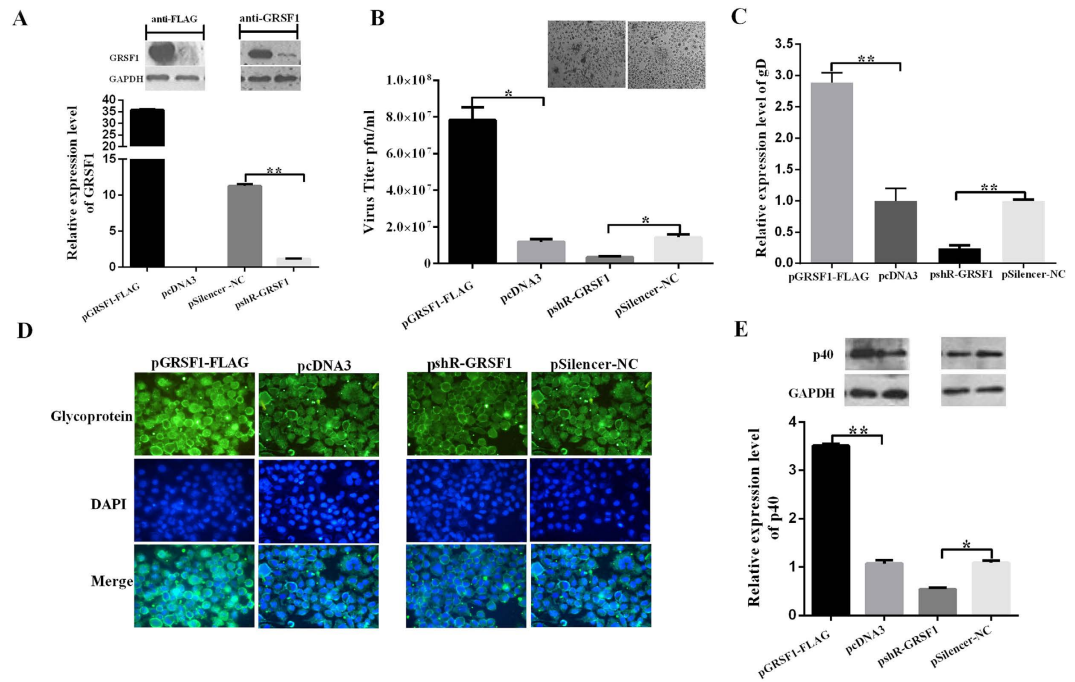 A
anti-FLAG
anti-GRSF1
GRSF1
GAPDH
Relative expression level
of GRSF1
40
35
30
25
20
15
10
5
0
**
pGRSF1-FLAG
pcDNA3
pSilencer -NC
pshR-GRSF1
B
Virus Titer pfu/ml
1.0×10⁸
8.0×10⁷
6.0×10⁷
4.0×10⁷
2.0×10⁷
0
*
*
pGRSF1-FLAG
pcDNA3
pshR-GRSF1
pSilencer-NC
C
Relative expression level of gD
3.5
3.0
2.5
2.0
1.5
1.0
0.5
0.0
**
**
pGRSF1-FLAG
pcDNA3
pshR-GRSF1
pSilencer-NC
D
pGRSF1-FLAG
pcDNA3
pshR-GRSF1
pSilencer-NC
Glycoprotein
DAPI
Merge
E
p40
GAPDH
Relative expression level
of p40
4
3
2
1
0
**
*
pGRSF1-FLAG
pcDNA3
pshR-GRSF1
pSilencer-NC